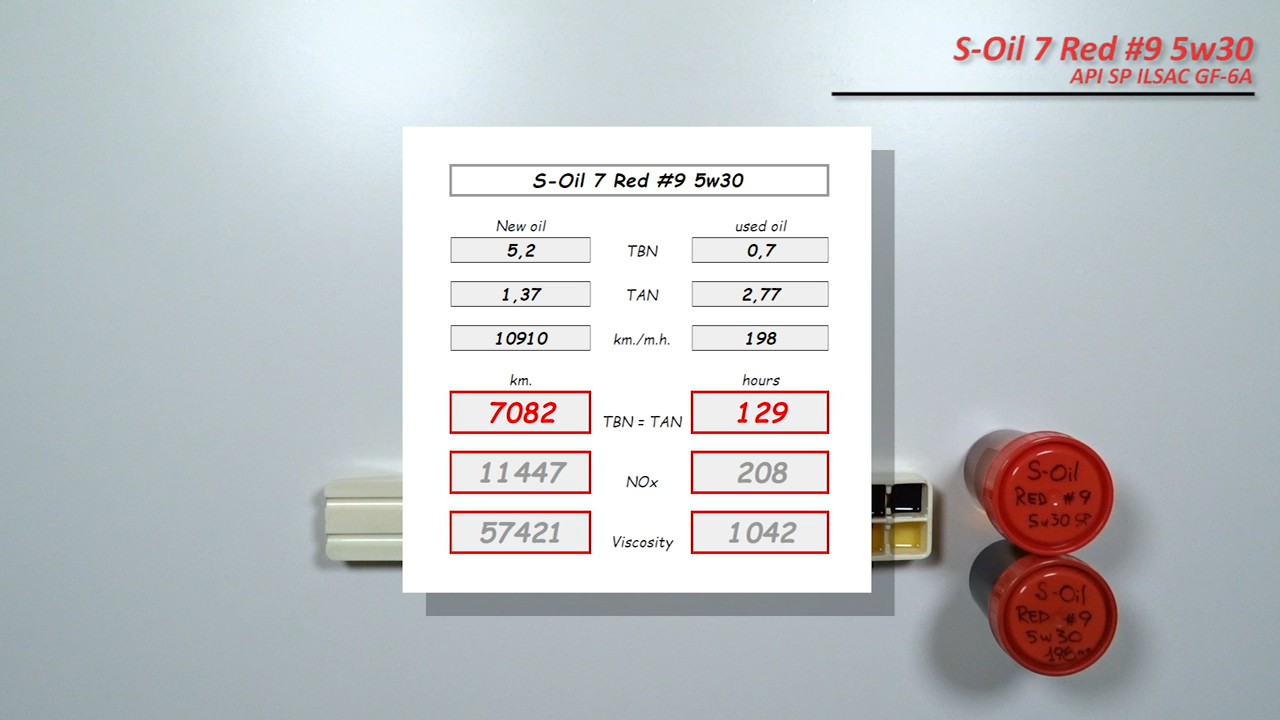 S-Oil 7 Red #9 5w30
API SP ILSAC GF-6A
S-Oil 7 Red #9 5w30
New oil used oil
5,2 TBN 0,7
1,37 TAN 2,77
10910 km./m.h. 198
km. hours
7082 TBN = TAN 129
11447 NOx 208
57421 Viscosity 1042
S-Oil
RED #9
5w30 SP
S-Oil
RED #9
5w30